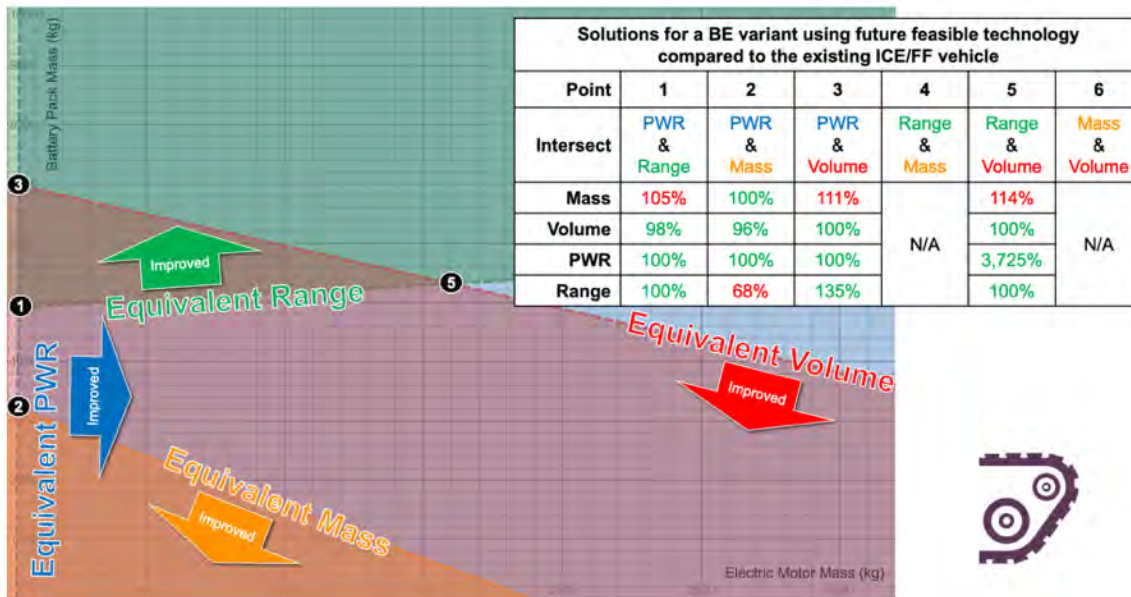 Battery Pack Mass (kg)
Solutions for a BE variant using future feasible technology
compared to the existing ICE/FF vehicle
Point 1 2 3 4 5 6
Intersect PWR & Range PWR & Mass PWR & Volume Range & Mass Range & Volume Mass & Volume
Mass 105% 100% 111% N/A 114% N/A
Volume 98% 96% 100% 100%
PWR 100% 100% 100% 3,725%
Range 100% 68% 135% 100%
3
Improved
5
Equivalent Range
1
Equivalent Volume
Improved
Improved
2
Equivalent PWR
Equivalent Mass
Improved
Electric Motor Mass (kg)